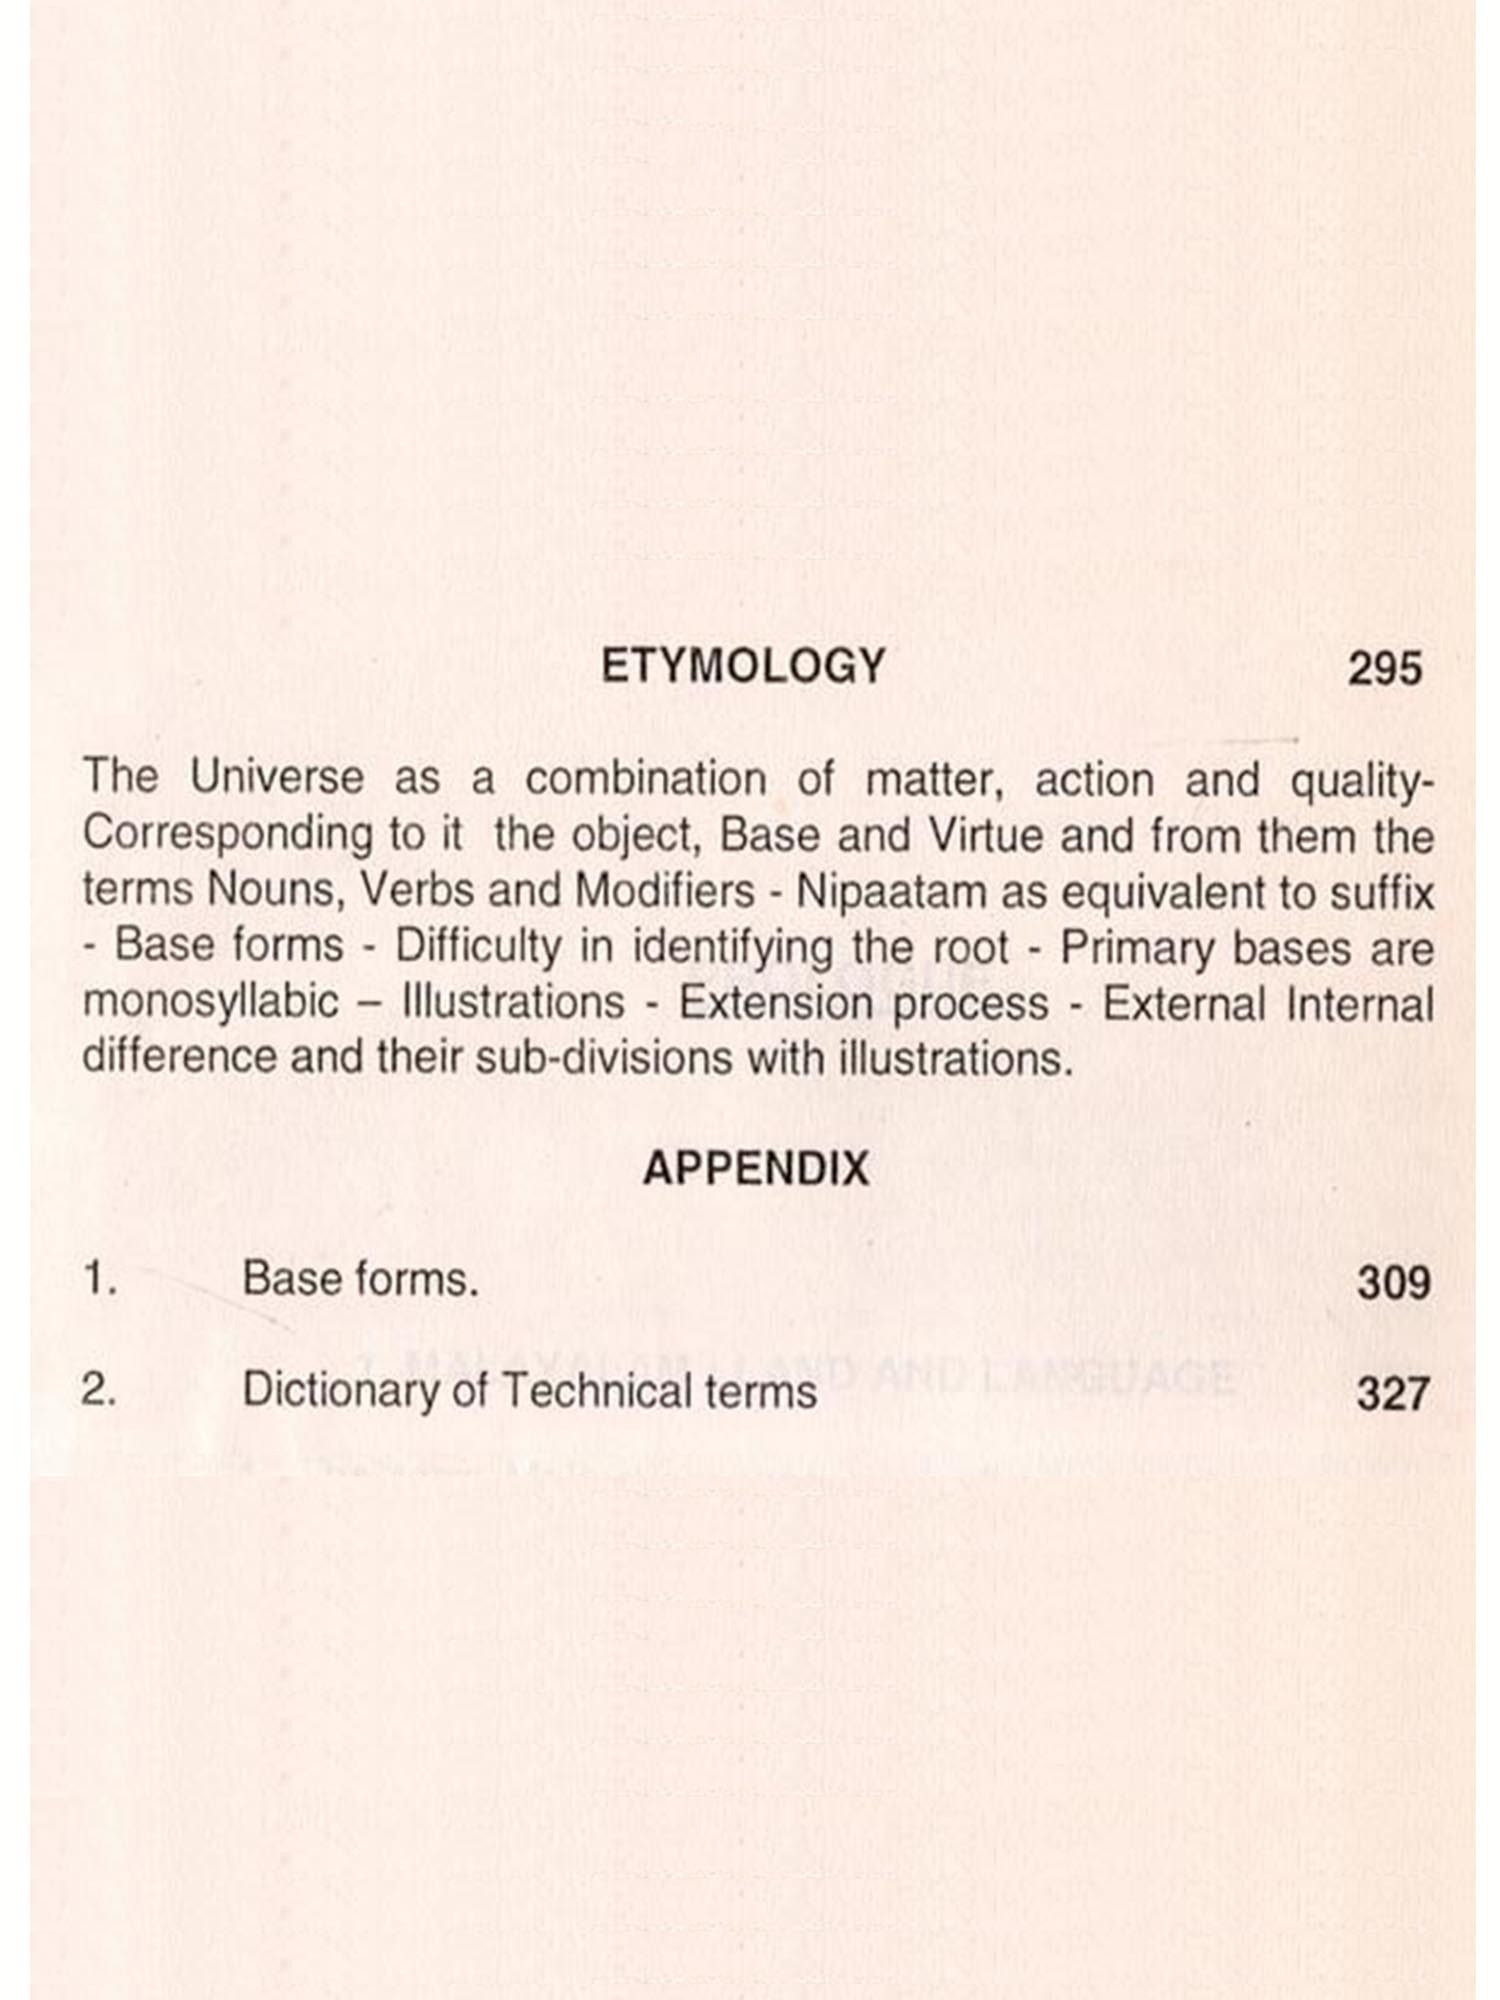 ETYMOLOGY 295
The Universe as a combination of matter, action and quality-
Corresponding to it the object, Base and Virtue and from them the
terms Nouns, Verbs and Modifiers - Nipaatam as equivalent to suffix
- Base forms - Difficulty in identifying the root - Primary bases are
monosyllabic – Illustrations - Extension process - External Internal
difference and their sub-divisions with illustrations.
APPENDIX
1. Base forms. 309
2. Dictionary of Technical terms 327